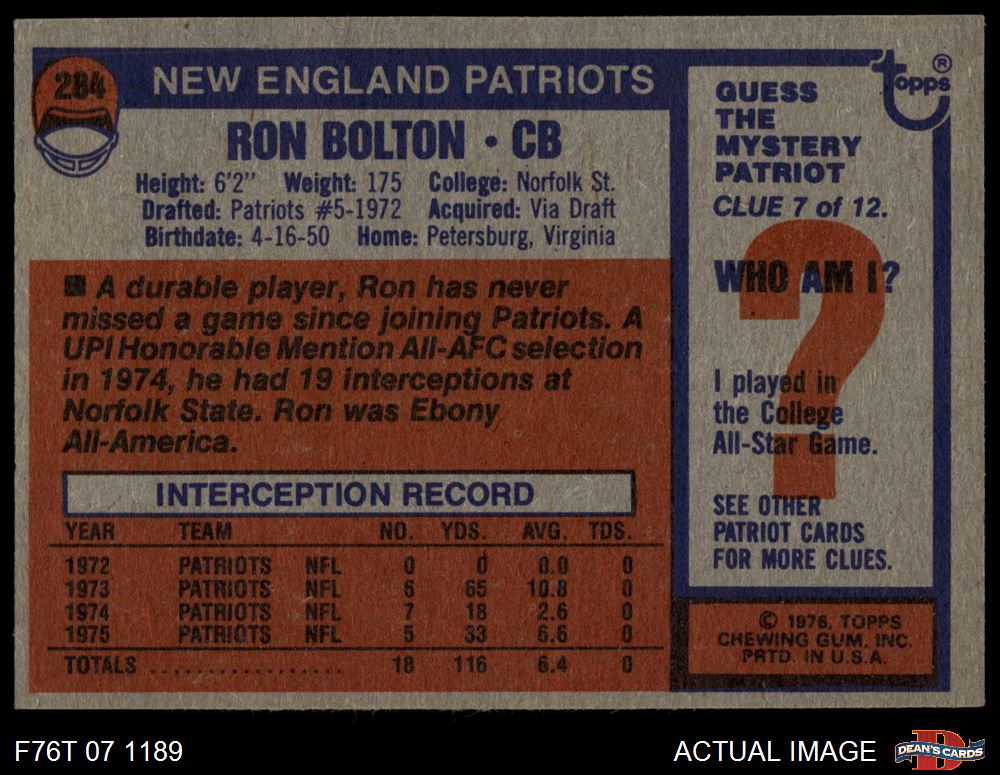 284
NEW ENGLAND PATRIOTS
RON BOLTON • CB
Height: 6'2" Weight: 175 College: Norfolk St.
Drafted: Patriots #5-1972 Acquired: Via Draft
Birthdate: 4-16-50 Home: Petersburg, Virginia
■ A durable player, Ron has never
missed a game since joining Patriots. A
UPI Honorable Mention All-AFC selection
in 1974, he had 19 interceptions at
Norfolk State. Ron was Ebony
All-America.
INTERCEPTION RECORD
YEAR TEAM NO. YDS. AVG. TDS.
1972 PATRIOTS NFL 0 0 0.0 0
1973 PATRIOTS NFL 6 65 10.8 0
1974 PATRIOTS NFL 7 18 2.6 0
1975 PATRIOTS NFL 5 33 6.6 0
TOTALS .................. 18 116 6.4 0
topps ®
GUESS
THE
MYSTERY
PATRIOT
CLUE 7 of 12.
?
WHO AM I?
I played in
the College
All-Star Game.
SEE OTHER
PATRIOT CARDS
FOR MORE CLUES.
© 1976, TOPPS
CHEWING GUM, INC.
PRTD. IN U.S.A.
F76T 07 1189
ACTUAL IMAGE
D
DEAN'S CARDS